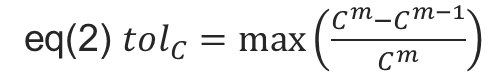 eq(2) tol_C = max((C^m−C^{m−1})/C^m)